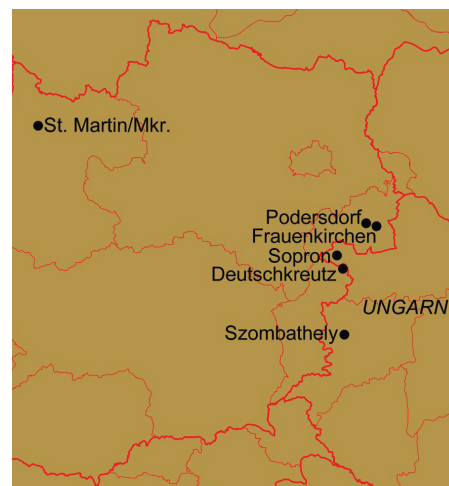 St. Martin/Mkr.
Podersdorf
Frauenkirchen
Sopron
Deutschkreutz
UNGARN
Szombathely